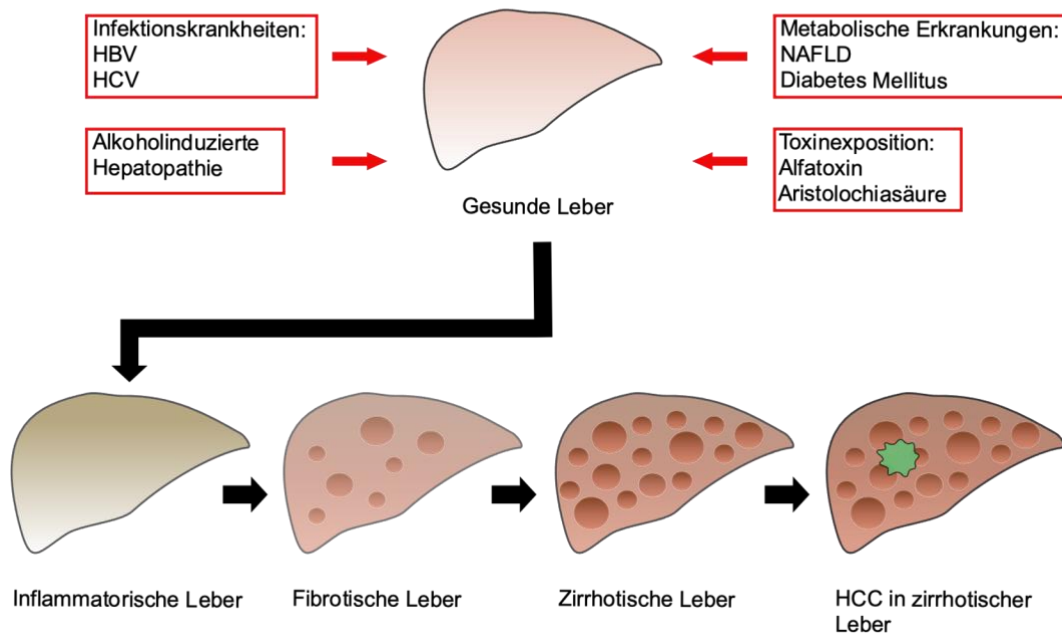 Infektionskrankheiten:
HBV
HCV
Metabolische Erkrankungen:
NAFLD
Diabetes Mellitus
Alkoholinduzierte
Hepatopathie
Toxinexposition:
Alfatoxin
Aristolochiasäure
Gesunde Leber
Inflammatorische Leber
Fibrotische Leber
Zirrhotische Leber
HCC in zirrhotischer
Leber